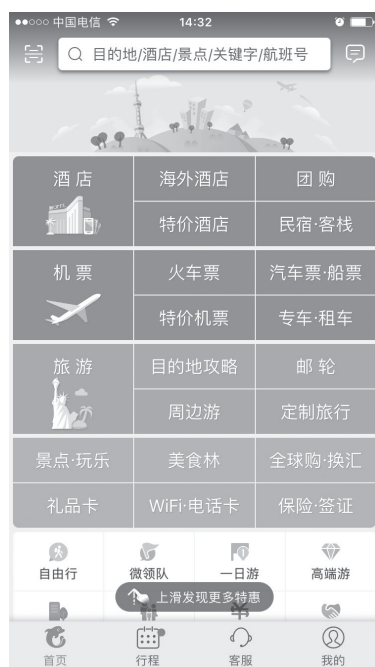 中国电信 14:32
目的地/酒店/景点/关键字/航班号
酒店 海外酒店 团购
特价酒店 民宿·客栈
机票 火车票 汽车票·船票
特价机票 专车·租车
旅游 目的地攻略 邮轮
周边游 定制旅行
景点·玩乐 美食林 全球购·换汇
礼品卡 WiFi·电话卡 保险·签证
自由行 微领队 一日游 高端游
上滑发现更多特惠
首页 行程 客服 我的